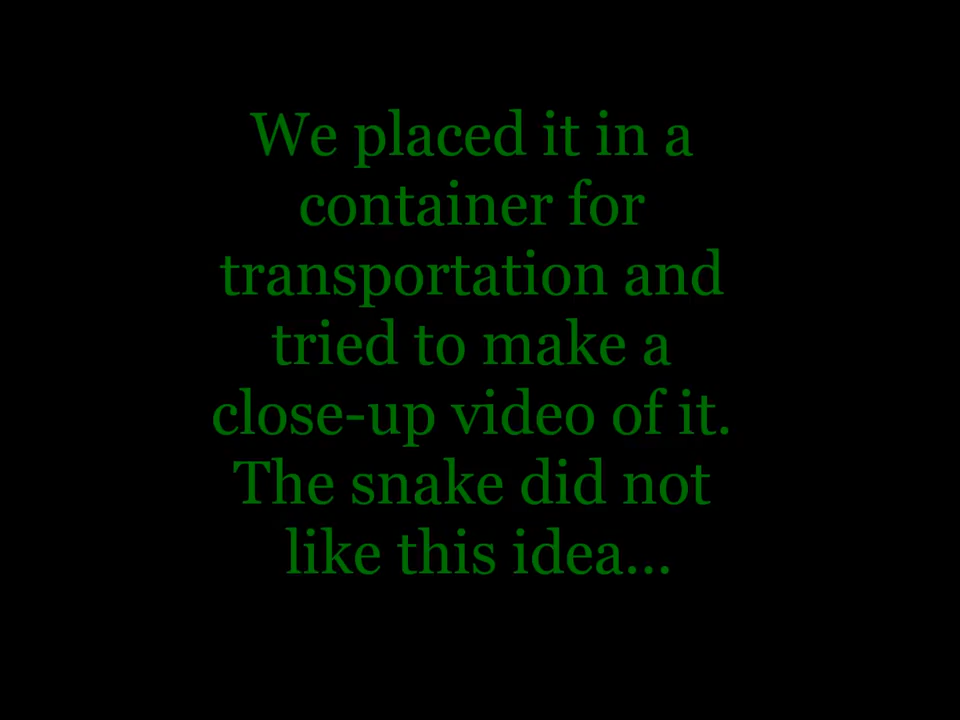 We placed it in a
container for
transportation and
tried to make a
close-up video of it.
The snake did not
like this idea...